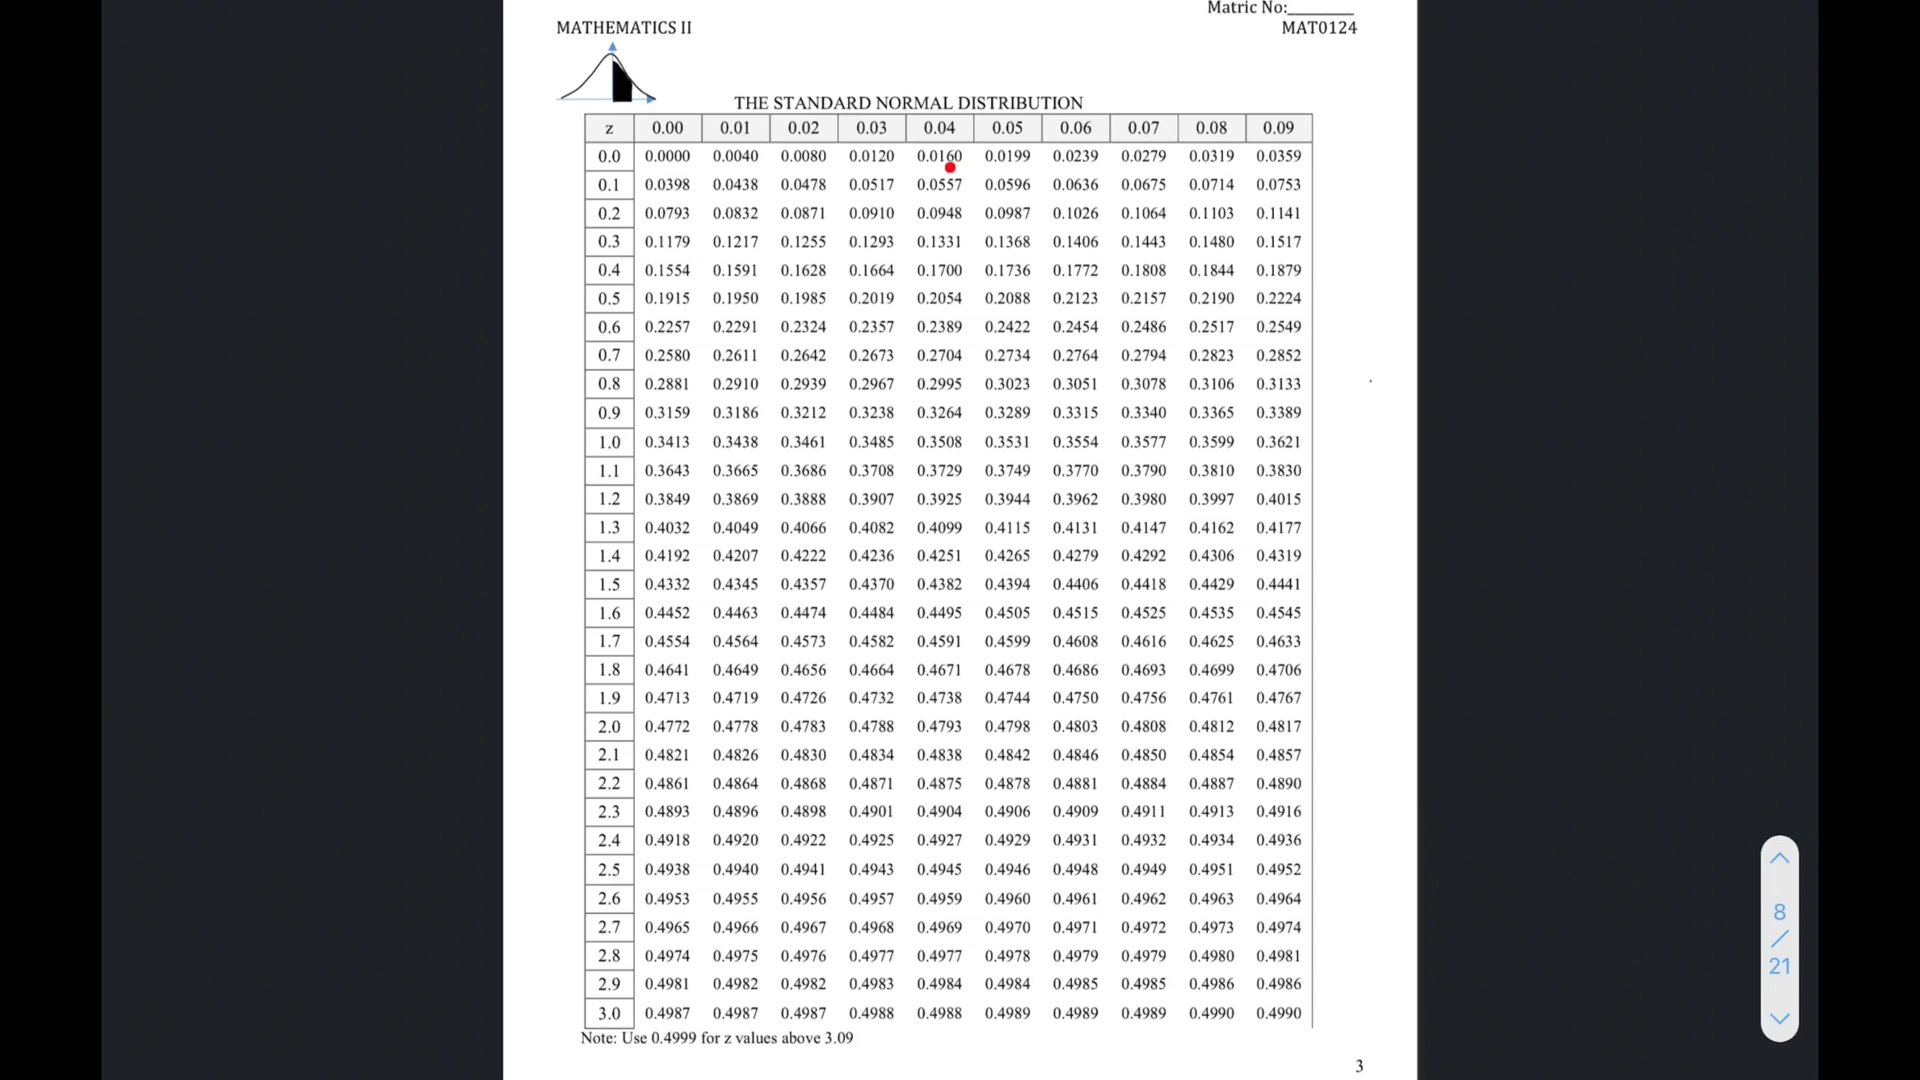 Matric No:________
MATHEMATICS II MAT0124
THE STANDARD NORMAL DISTRIBUTION
z 0.00 0.01 0.02 0.03 0.04 0.05 0.06 0.07 0.08 0.09
0.0 0.0000 0.0040 0.0080 0.0120 0.0160 0.0199 0.0239 0.0279 0.0319 0.0359
0.1 0.0398 0.0438 0.0478 0.0517 0.0557 0.0596 0.0636 0.0675 0.0714 0.0753
0.2 0.0793 0.0832 0.0871 0.0910 0.0948 0.0987 0.1026 0.1064 0.1103 0.1141
0.3 0.1179 0.1217 0.1255 0.1293 0.1331 0.1368 0.1406 0.1443 0.1480 0.1517
0.4 0.1554 0.1591 0.1628 0.1664 0.1700 0.1736 0.1772 0.1808 0.1844 0.1879
0.5 0.1915 0.1950 0.1985 0.2019 0.2054 0.2088 0.2123 0.2157 0.2190 0.2224
0.6 0.2257 0.2291 0.2324 0.2357 0.2389 0.2422 0.2454 0.2486 0.2517 0.2549
0.7 0.2580 0.2611 0.2642 0.2673 0.2704 0.2734 0.2764 0.2794 0.2823 0.2852
0.8 0.2881 0.2910 0.2939 0.2967 0.2995 0.3023 0.3051 0.3078 0.3106 0.3133
0.9 0.3159 0.3186 0.3212 0.3238 0.3264 0.3289 0.3315 0.3340 0.3365 0.3389
1.0 0.3413 0.3438 0.3461 0.3485 0.3508 0.3531 0.3554 0.3577 0.3599 0.3621
1.1 0.3643 0.3665 0.3686 0.3708 0.3729 0.3749 0.3770 0.3790 0.3810 0.3830
1.2 0.3849 0.3869 0.3888 0.3907 0.3925 0.3944 0.3962 0.3980 0.3997 0.4015
1.3 0.4032 0.4049 0.4066 0.4082 0.4099 0.4115 0.4131 0.4147 0.4162 0.4177
1.4 0.4192 0.4207 0.4222 0.4236 0.4251 0.4265 0.4279 0.4292 0.4306 0.4319
1.5 0.4332 0.4345 0.4357 0.4370 0.4382 0.4394 0.4406 0.4418 0.4429 0.4441
1.6 0.4452 0.4463 0.4474 0.4484 0.4495 0.4505 0.4515 0.4525 0.4535 0.4545
1.7 0.4554 0.4564 0.4573 0.4582 0.4591 0.4599 0.4608 0.4616 0.4625 0.4633
1.8 0.4641 0.4649 0.4656 0.4664 0.4671 0.4678 0.4686 0.4693 0.4699 0.4706
1.9 0.4713 0.4719 0.4726 0.4732 0.4738 0.4744 0.4750 0.4756 0.4761 0.4767
2.0 0.4772 0.4778 0.4783 0.4788 0.4793 0.4798 0.4803 0.4808 0.4812 0.4817
2.1 0.4821 0.4826 0.4830 0.4834 0.4838 0.4842 0.4846 0.4850 0.4854 0.4857
2.2 0.4861 0.4864 0.4868 0.4871 0.4875 0.4878 0.4881 0.4884 0.4887 0.4890
2.3 0.4893 0.4896 0.4898 0.4901 0.4904 0.4906 0.4909 0.4911 0.4913 0.4916
2.4 0.4918 0.4920 0.4922 0.4925 0.4927 0.4929 0.4931 0.4932 0.4934 0.4936
2.5 0.4938 0.4940 0.4941 0.4943 0.4945 0.4946 0.4948 0.4949 0.4951 0.4952
2.6 0.4953 0.4955 0.4956 0.4957 0.4959 0.4960 0.4961 0.4962 0.4963 0.4964
2.7 0.4965 0.4966 0.4967 0.4968 0.4969 0.4970 0.4971 0.4972 0.4973 0.4974
2.8 0.4974 0.4975 0.4976 0.4977 0.4977 0.4978 0.4979 0.4979 0.4980 0.4981
2.9 0.4981 0.4982 0.4982 0.4983 0.4984 0.4984 0.4985 0.4985 0.4986 0.4986
3.0 0.4987 0.4987 0.4987 0.4988 0.4988 0.4989 0.4989 0.4989 0.4990 0.4990
Note: Use 0.4999 for z values above 3.09
3
8
/
21